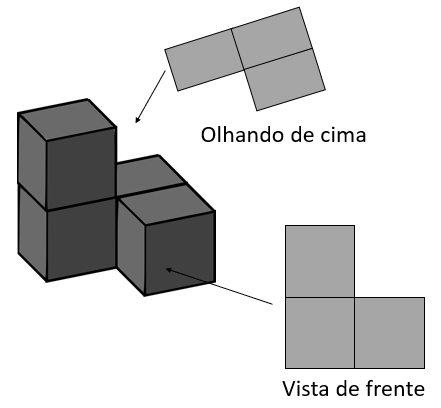 Olhando de cima
Vista de frente